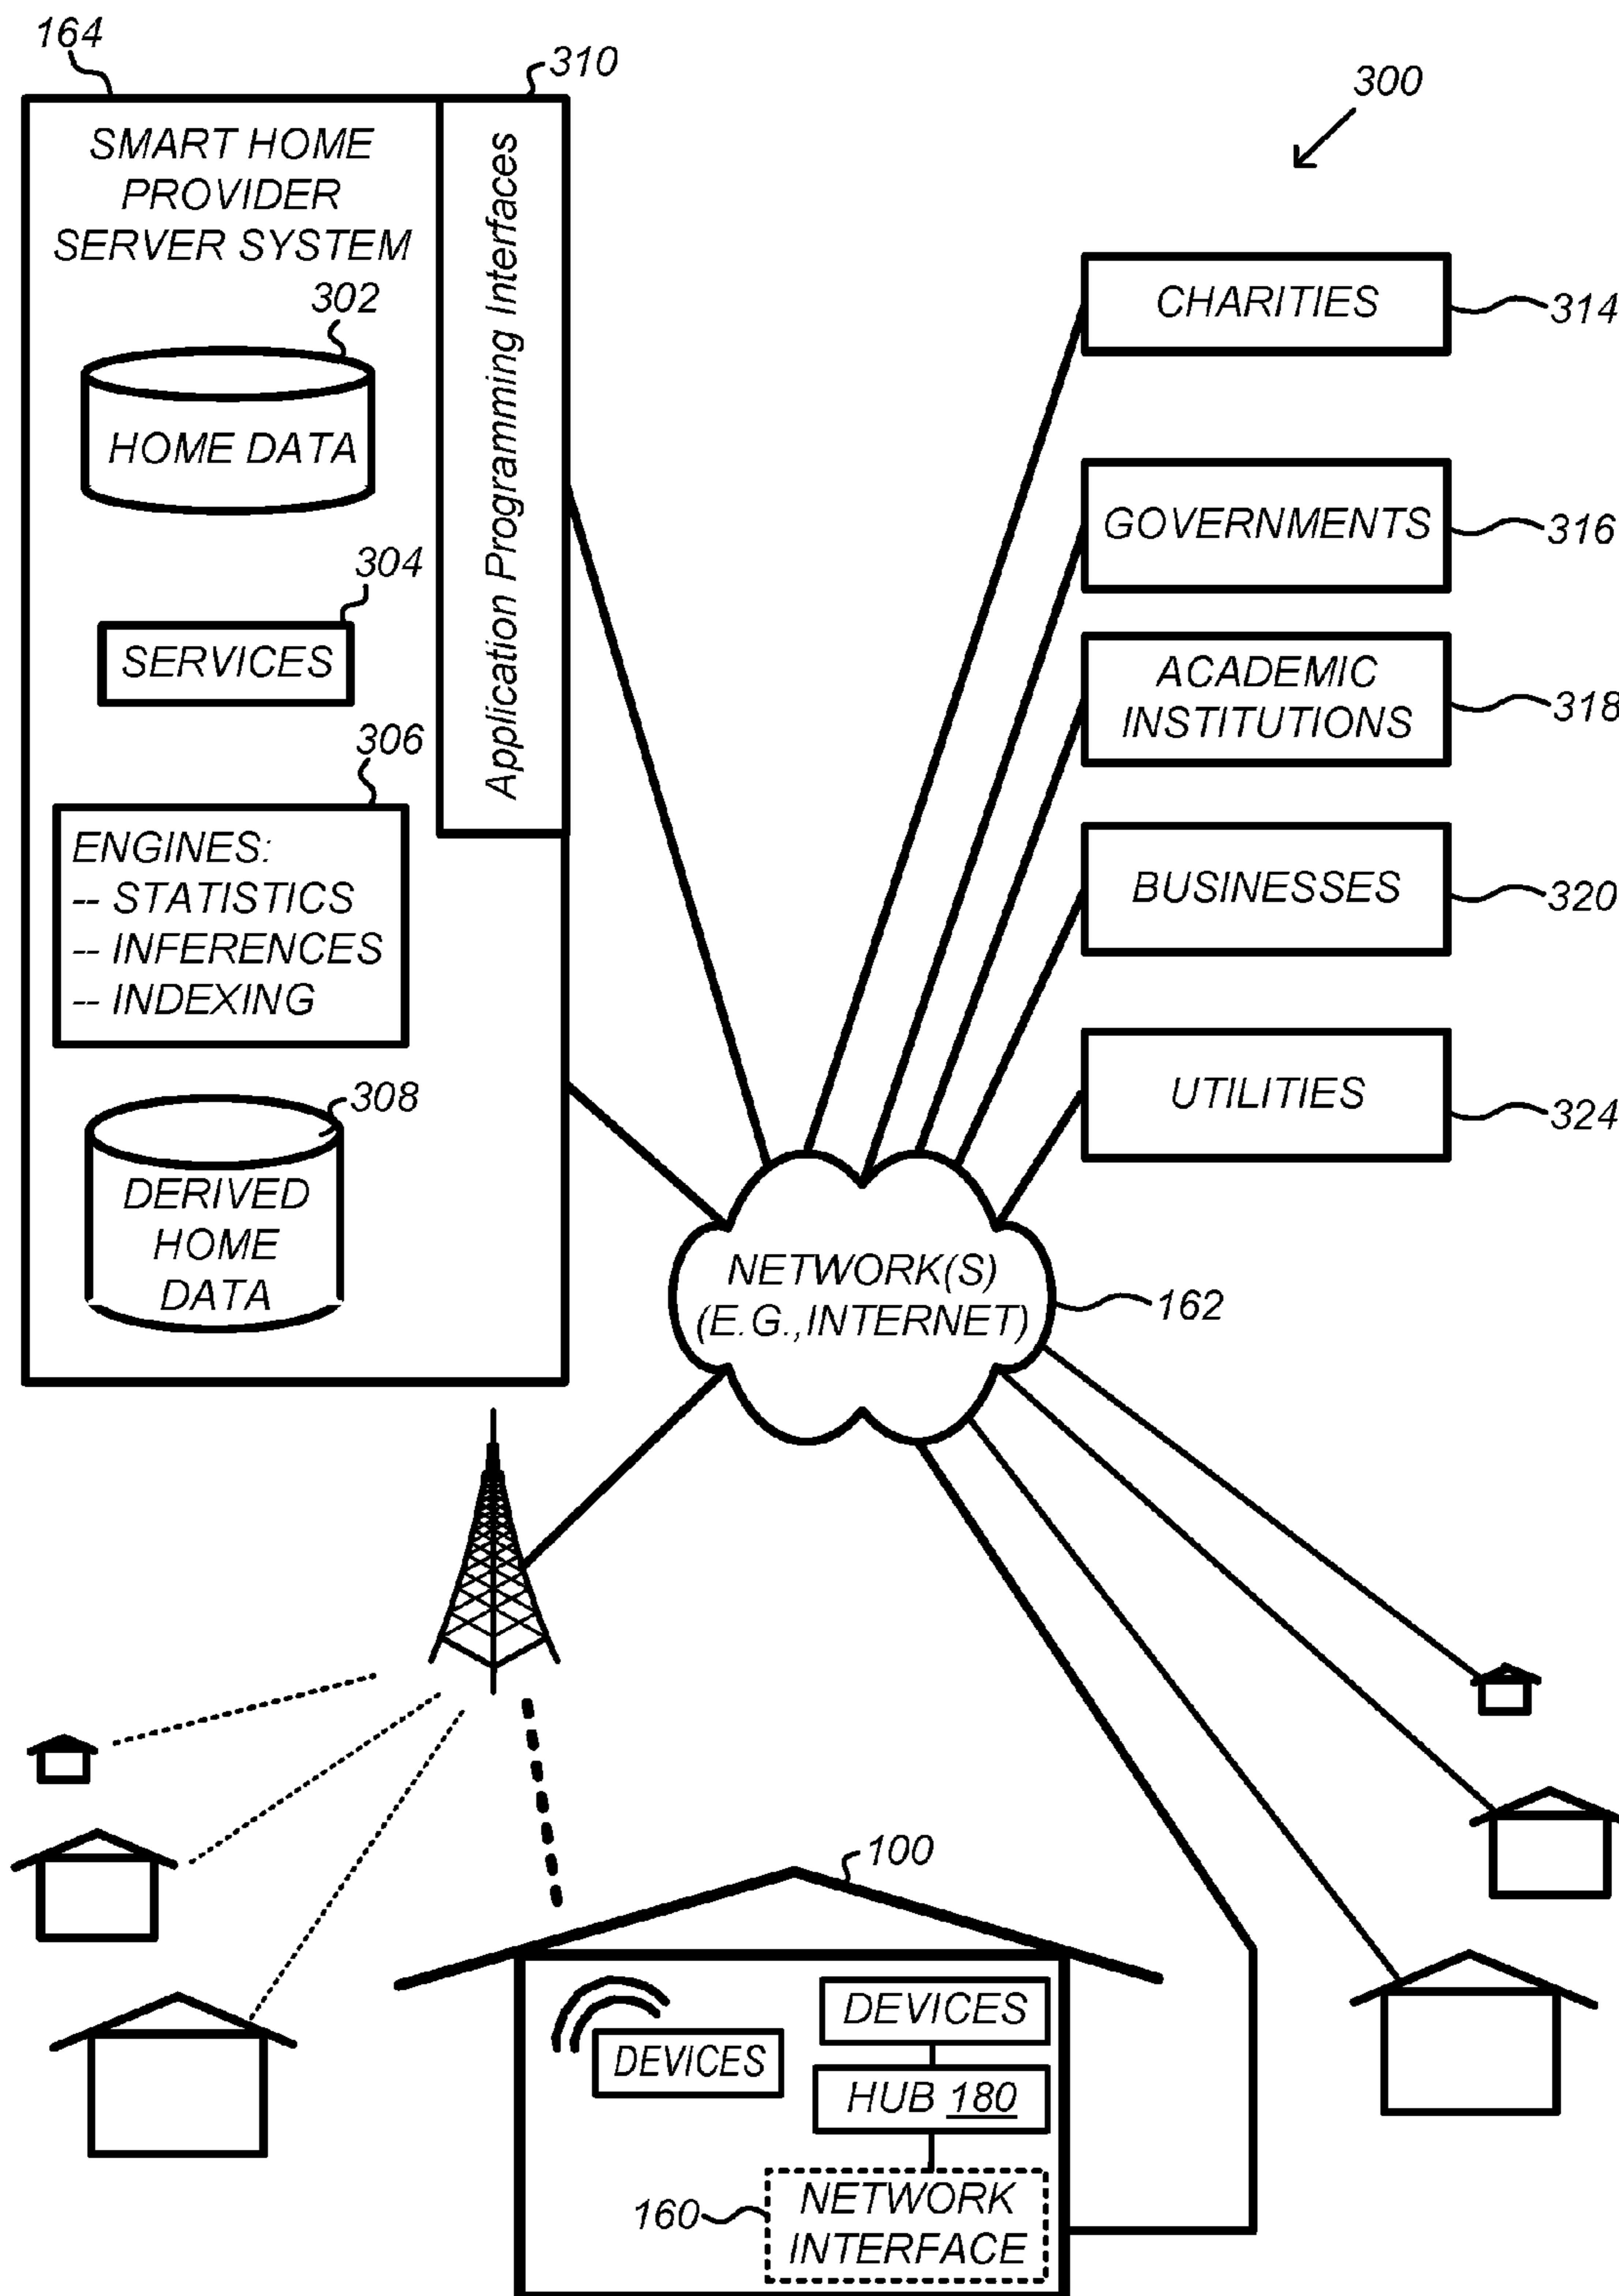 164
310
300
SMART HOME
PROVIDER
SERVER SYSTEM
Application Programming Interfaces
302
HOME DATA
304
SERVICES
306
ENGINES:
-- STATISTICS
-- INFERENCES
-- INDEXING
308
DERIVED
HOME
DATA
CHARITIES
314
GOVERNMENTS
316
ACADEMIC
INSTITUTIONS
318
BUSINESSES
320
UTILITIES
324
NETWORK(S)
(E.G.,INTERNET)
162
100
DEVICES
DEVICES
HUB 180
160
NETWORK
INTERFACE